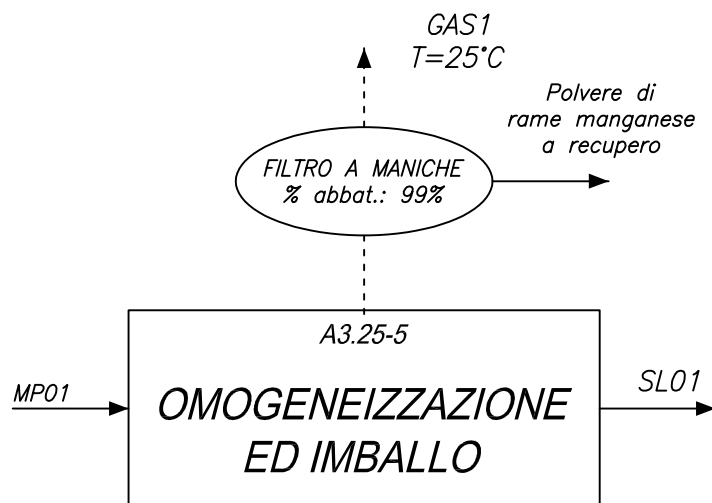 GAS1
T=25°C
Polvere di
rame manganese
a recupero
FILTRO A MANICHE
% abbat.: 99%
A3.25-5
MP01
OMOGENEIZZAZIONE
ED IMBALLO
SL01